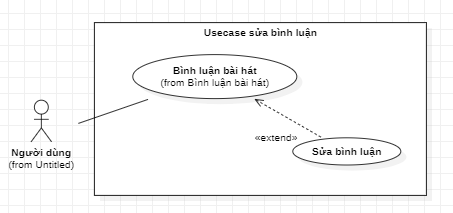 Usecase sửa bình luận
Bình luận bài hát
(from Bình luận bài hát)
«extend»
Sửa bình luận
Người dùng
(from Untitled)